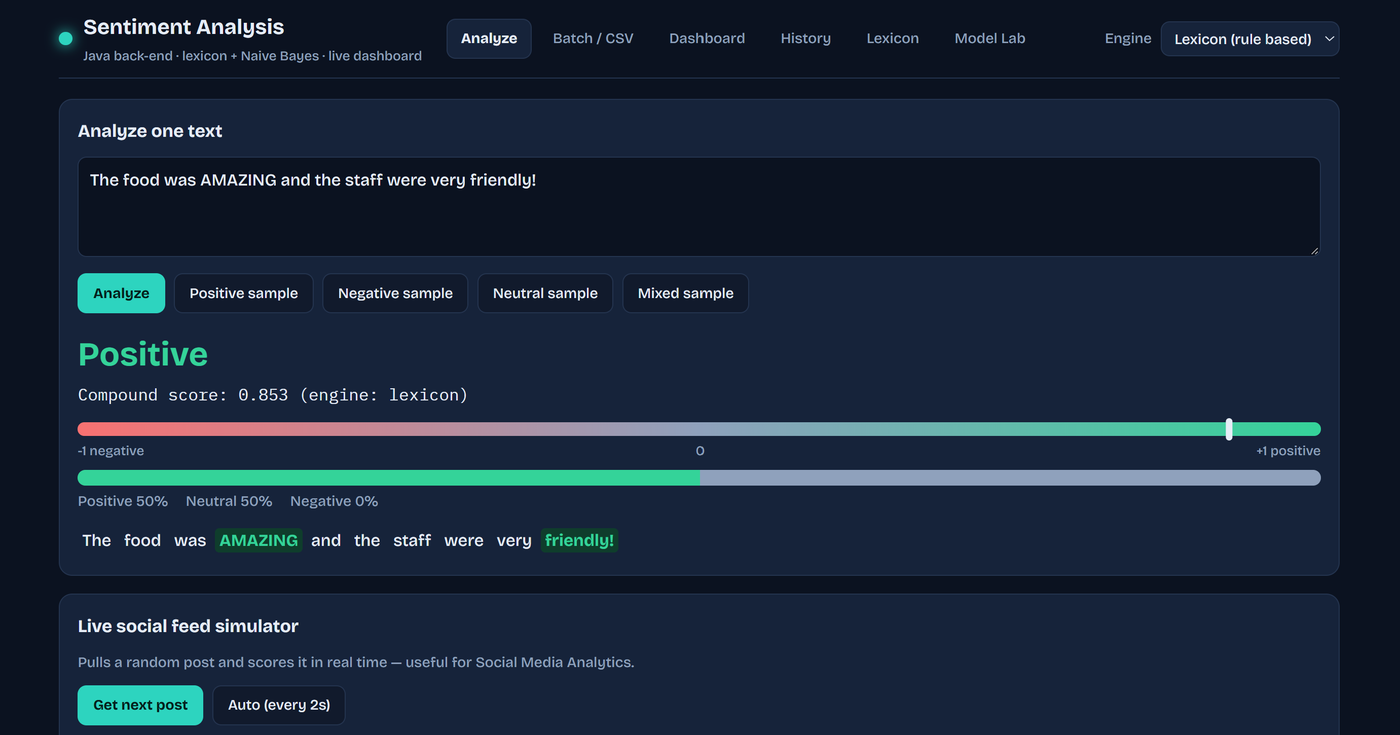 Sentiment Analysis
Java back-end · lexicon + Naive Bayes · live dashboard
Analyze
Batch / CSV
Dashboard
History
Lexicon
Model Lab
Engine
Lexicon (rule based)
Analyze one text
The food was AMAZING and the staff were very friendly!
Analyze
Positive sample
Negative sample
Neutral sample
Mixed sample
Positive
Compound score: 0.853 (engine: lexicon)
-1 negative
0
+1 positive
Positive 50%
Neutral 50%
Negative 0%
The food was AMAZING and the staff were very friendly!
Live social feed simulator
Pulls a random post and scores it in real time — useful for Social Media Analytics.
Get next post
Auto (every 2s)